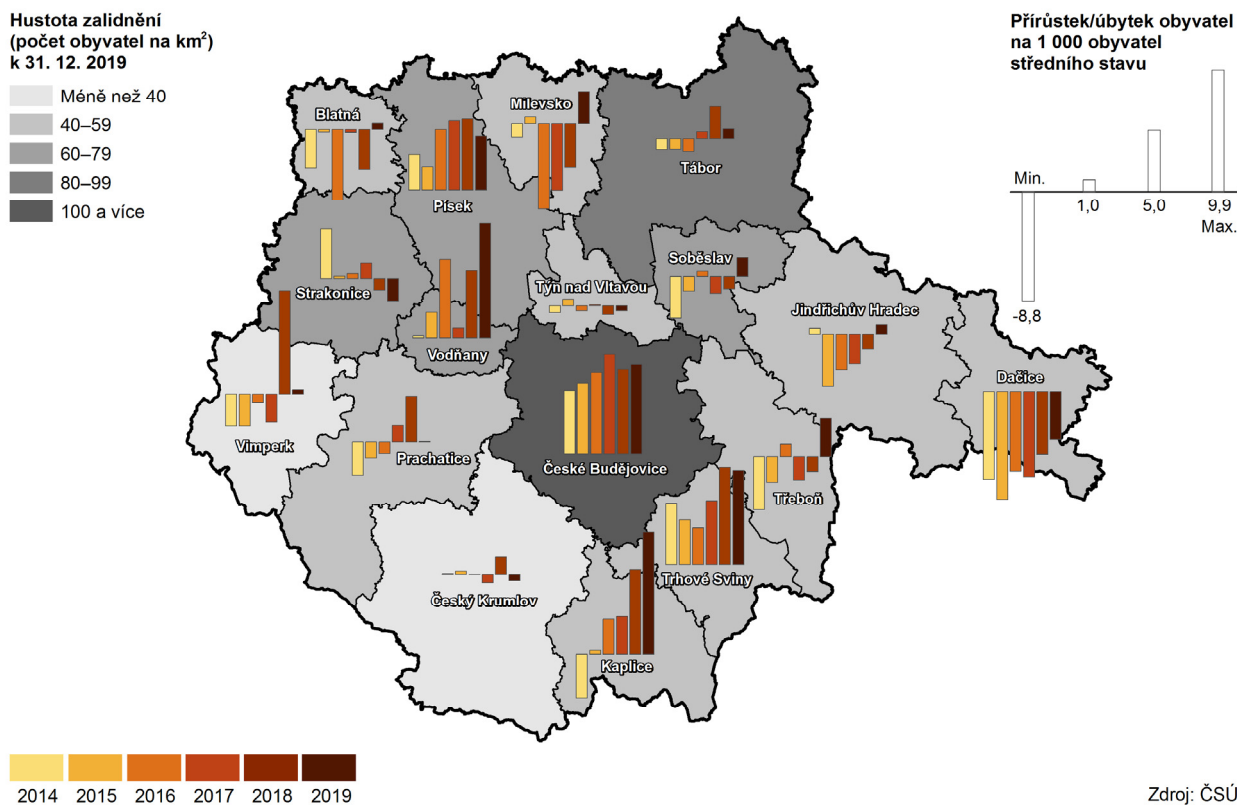 Hustota zalidnění
(počet obyvatel na km²)
k 31. 12. 2019
Méně než 40
40–59
60–79
80–99
100 a více
Přírůstek/úbytek obyvatel
na 1 000 obyvatel
středního stavu
Min.
1,0
5,0
9,9
Max.
-8,8
Blatná
Milevsko
Tábor
Písek
Strakonice
Týn nad Vltavou
Soběslav
Jindřichův Hradec
Vodňany
Dačice
Vimperk
Prachatice
České Budějovice
Třeboň
Trhové Sviny
Český Krumlov
Kaplice
2014
2015
2016
2017
2018
2019
Zdroj: ČSÚ